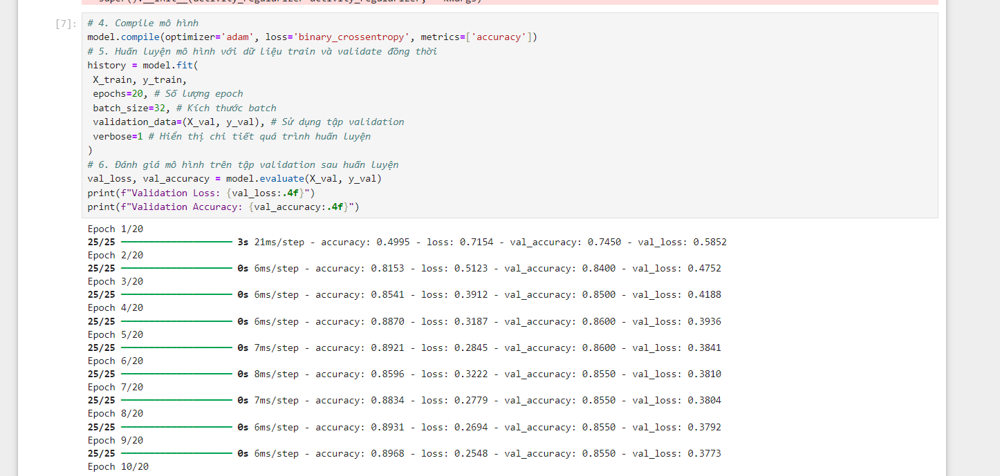 [7]:
# 4. Compile mô hình
model.compile(optimizer='adam', loss='binary_crossentropy', metrics=['accuracy'])
# 5. Huấn luyện mô hình với dữ liệu train và validate đồng thời
history = model.fit(
X_train, y_train,
epochs=20, # Số lượng epoch
batch_size=32, # Kích thước batch
validation_data=(X_val, y_val), # Sử dụng tập validation
verbose=1 # Hiển thị chi tiết quá trình huấn luyện
)
# 6. Đánh giá mô hình trên tập validation sau huấn luyện
val_loss, val_accuracy = model.evaluate(X_val, y_val)
print(f"Validation Loss: {val_loss:.4f}")
print(f"Validation Accuracy: {val_accuracy:.4f}")
Epoch 1/20
25/25 3s 21ms/step - accuracy: 0.4995 - loss: 0.7154 - val_accuracy: 0.7450 - val_loss: 0.5852
Epoch 2/20
25/25 0s 6ms/step - accuracy: 0.8153 - loss: 0.5123 - val_accuracy: 0.8400 - val_loss: 0.4752
Epoch 3/20
25/25 0s 6ms/step - accuracy: 0.8541 - loss: 0.3912 - val_accuracy: 0.8500 - val_loss: 0.4188
Epoch 4/20
25/25 0s 6ms/step - accuracy: 0.8870 - loss: 0.3187 - val_accuracy: 0.8600 - val_loss: 0.3936
Epoch 5/20
25/25 0s 7ms/step - accuracy: 0.8921 - loss: 0.2845 - val_accuracy: 0.8600 - val_loss: 0.3841
Epoch 6/20
25/25 0s 8ms/step - accuracy: 0.8596 - loss: 0.3222 - val_accuracy: 0.8550 - val_loss: 0.3810
Epoch 7/20
25/25 0s 7ms/step - accuracy: 0.8834 - loss: 0.2779 - val_accuracy: 0.8550 - val_loss: 0.3804
Epoch 8/20
25/25 0s 6ms/step - accuracy: 0.8931 - loss: 0.2694 - val_accuracy: 0.8550 - val_loss: 0.3792
Epoch 9/20
25/25 0s 6ms/step - accuracy: 0.8968 - loss: 0.2548 - val_accuracy: 0.8550 - val_loss: 0.3773
Epoch 10/20